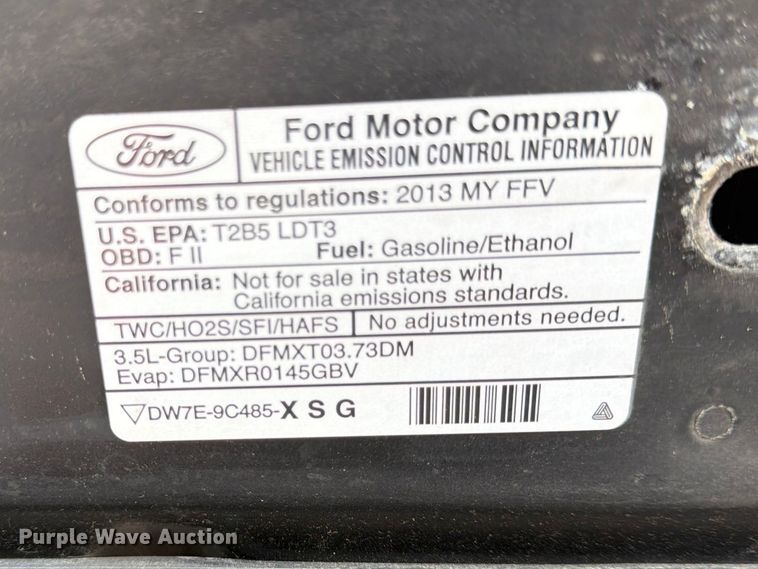 Ford
Ford Motor Company
VEHICLE EMISSION CONTROL INFORMATION
Conforms to regulations: 2013 MY FFV
U.S. EPA: T2B5 LDT3
OBD: F II Fuel: Gasoline/Ethanol
California: Not for sale in states with
California emissions standards.
TWC/HO2S/SFI/HAFS No adjustments needed.
3.5L-Group: DFMXT03.73DM
Evap: DFMXR0145GBV
DW7E-9C485-X S G
Purple Wave Auction